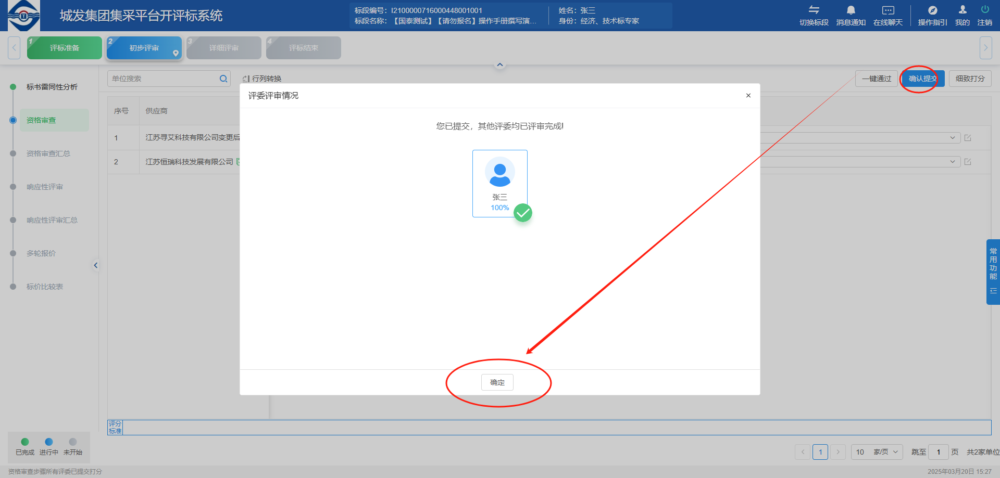 城发集团集采平台开评标系统
标段编号：I2100000716000448001001
标段名称：【国泰测试】【请勿报名】操作手册撰写演...
姓名：张三
身份：经济、技术标专家
切换标段
消息通知
在线聊天
操作指引
我的
注销
1
评标准备
2
初步评审
3
详细评审
4
评标结束
标书雷同性分析
资格审查
资格审查汇总
响应性评审
响应性评审汇总
多轮报价
标价比较表
单位搜索
行列转换
一键通过
确认提交
细致打分
序号
供应商
1
江苏寻艾科技有限公司变更后
2
江苏恒瑞科技发展有限公司
评委评审情况
×
您已提交，其他评委均已评审完成!
张三
100%
确定
常用功能
评分
标准
已完成
进行中
未开始
1
10
家/页
跳至
1
页
共2家单位
资格审查步骤所有评委已提交打分
2025年03月20日 15:27